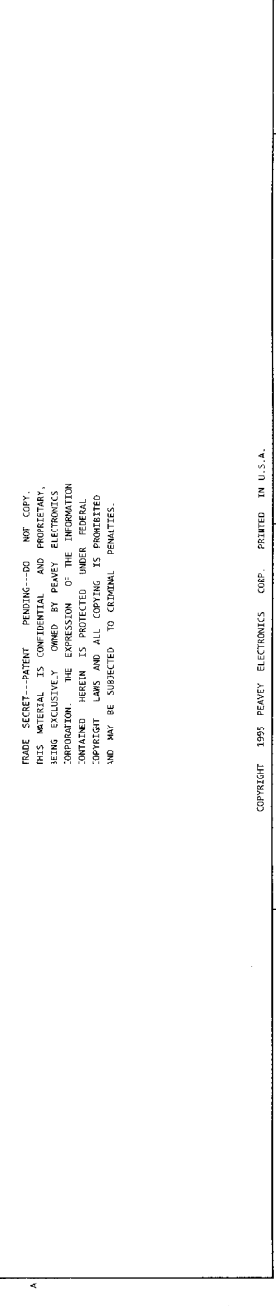 TRADE SECRET---PATENT PENDING---DO NOT COPY.
THIS MATERIAL IS CONFIDENTIAL AND PROPRIETARY,
BEING EXCLUSIVELY OWNED BY PEAVEY ELECTRONICS
CORPORATION. THE EXPRESSION OF THE INFORMATION
CONTAINED HEREIN IS PROTECTED UNDER FEDERAL
COPYRIGHT LAWS AND ALL COPYING IS PROHIBITED
AND MAY BE SUBJECTED TO CRIMINAL PENALTIES.
A
COPYRIGHT 1995 PEAVEY ELECTRONICS CORP. PRINTED IN U.S.A.